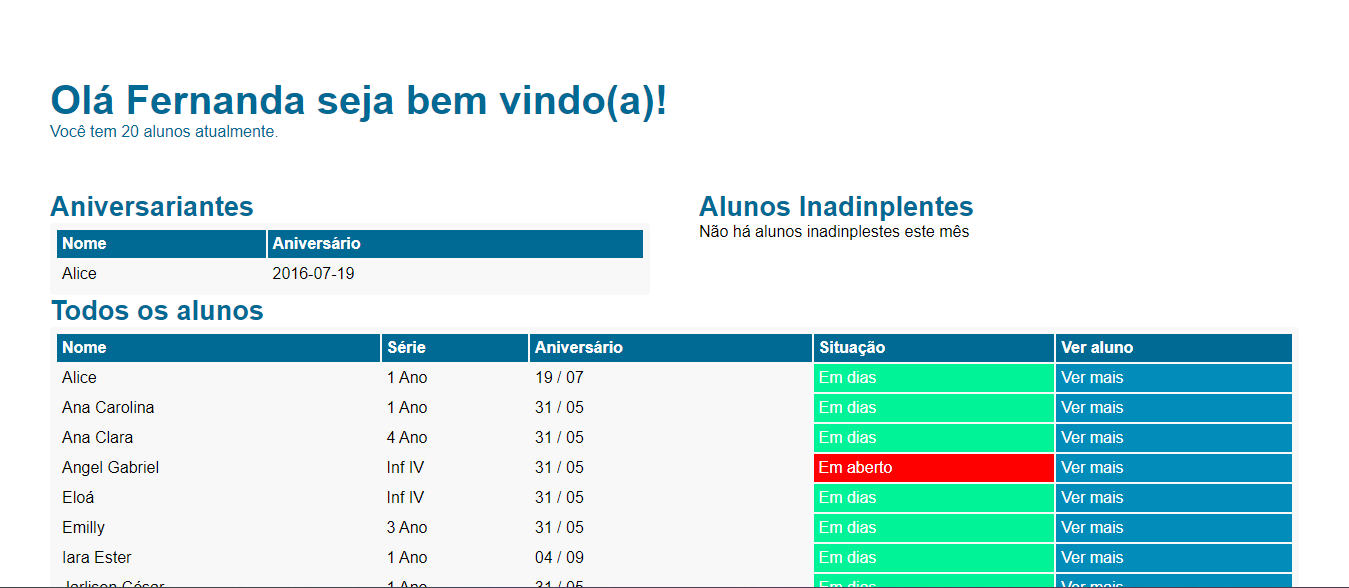 Olá Fernanda seja bem vindo(a)!
Você tem 20 alunos atualmente.
Aniversariantes
Nome Aniversário
Alice 2016-07-19
Alunos Inadinplentes
Não há alunos inadinplestes este mês
Todos os alunos
Nome Série Aniversário Situação Ver aluno
Alice 1 Ano 19 / 07 Em dias Ver mais
Ana Carolina 1 Ano 31 / 05 Em dias Ver mais
Ana Clara 4 Ano 31 / 05 Em dias Ver mais
Angel Gabriel Inf IV 31 / 05 Em aberto Ver mais
Eloá Inf IV 31 / 05 Em dias Ver mais
Emilly 3 Ano 31 / 05 Em dias Ver mais
Iara Ester 1 Ano 04 / 09 Em dias Ver mais
1 Ano 31 / 05 Em dias Ver mais